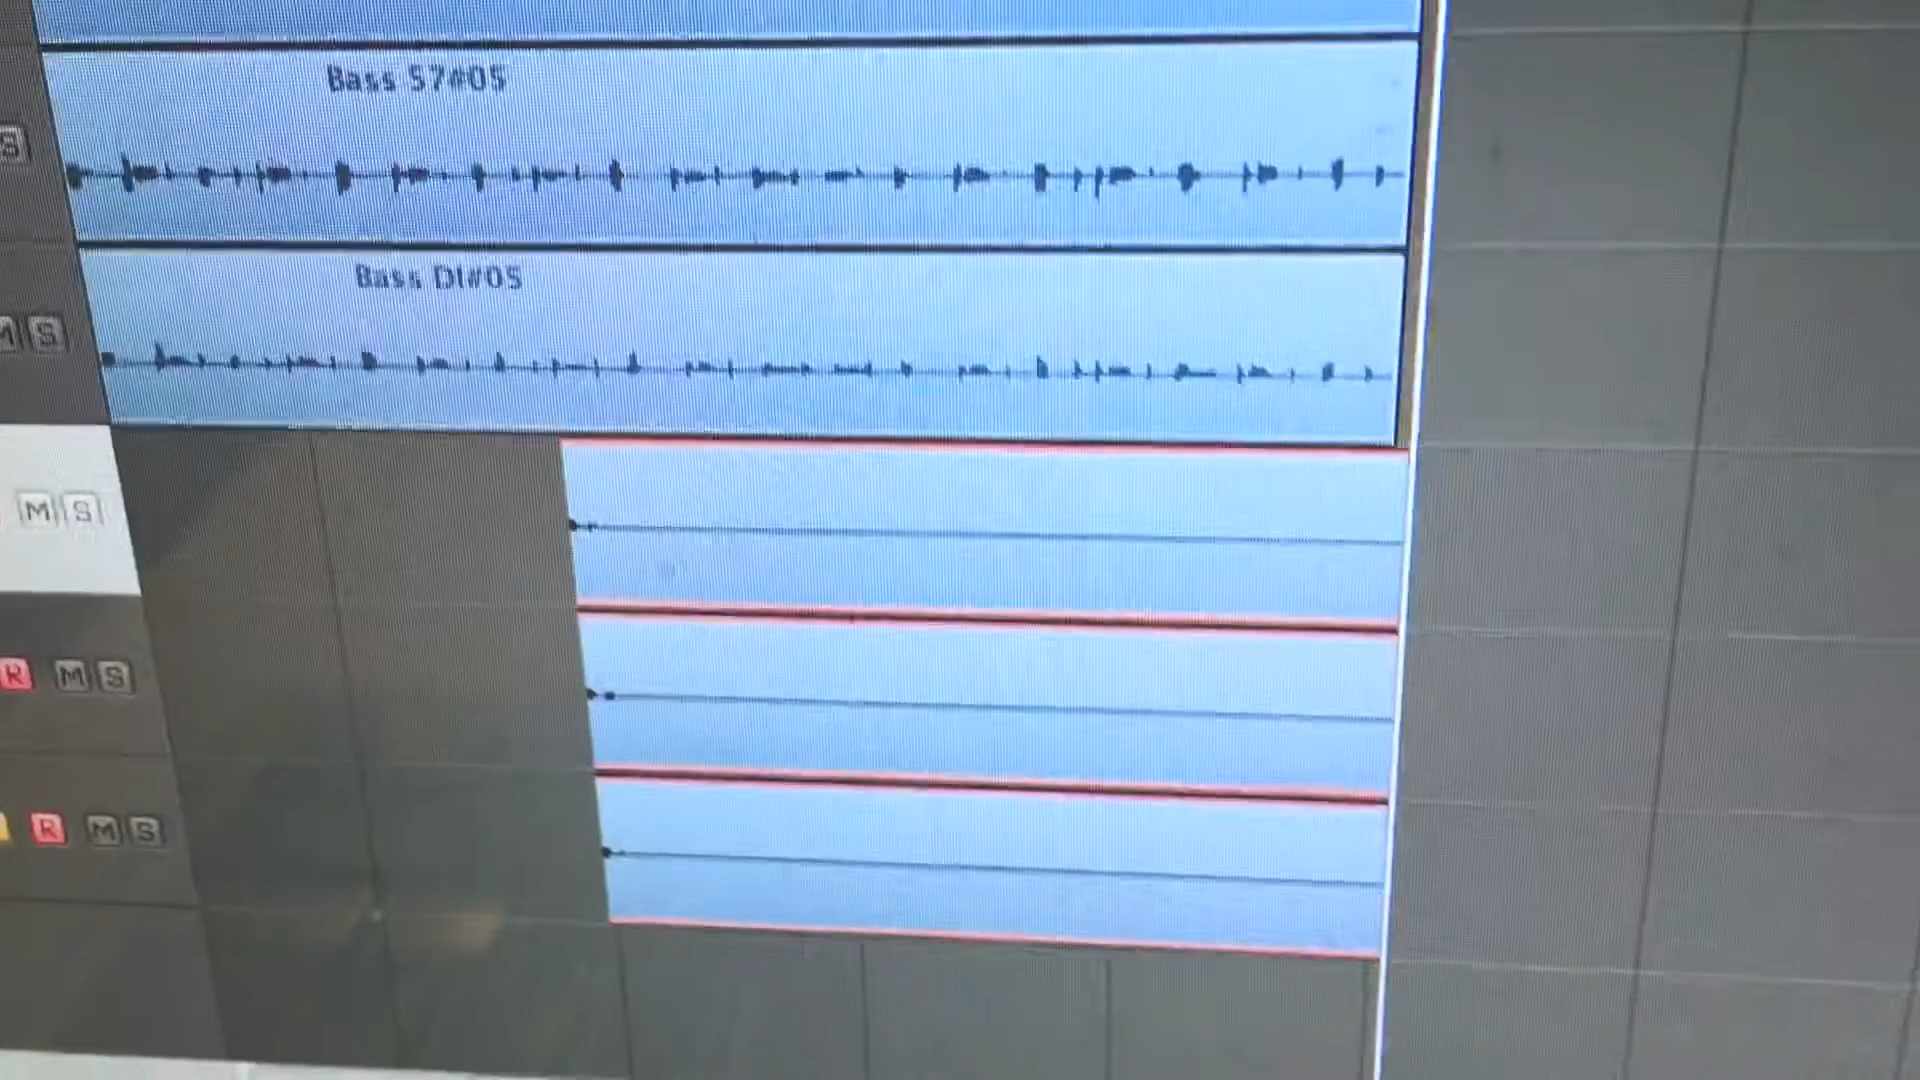 Bass 57#05
S
Bass DI#05
M S
M S
R M S
R M S